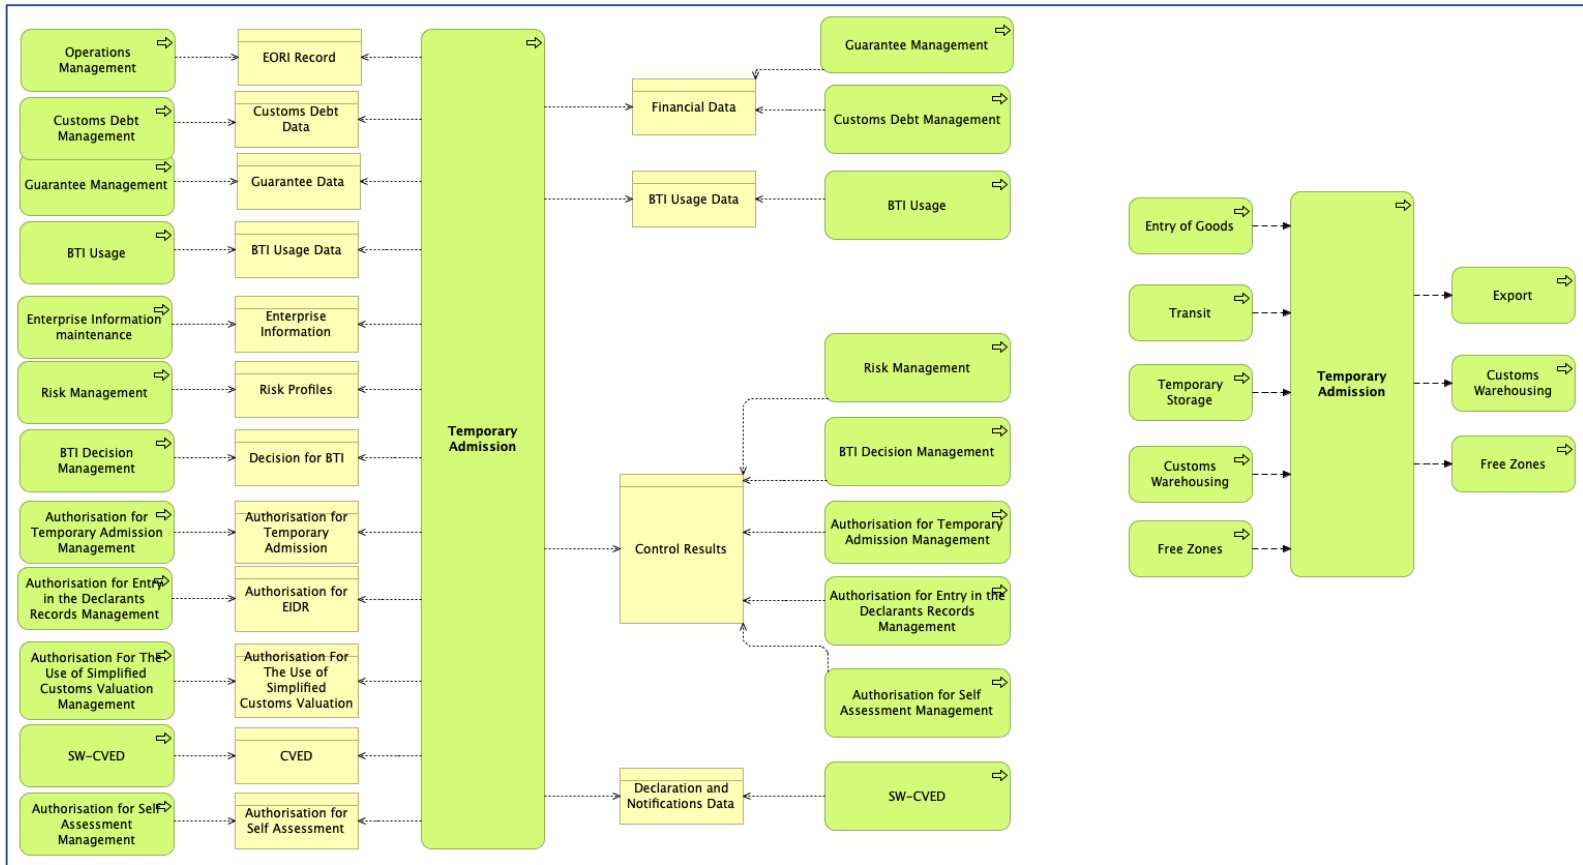 Operations
Management
EORI Record
Customs Debt
Management
Customs Debt
Data
Guarantee Management
Guarantee Data
BTI Usage
BTI Usage Data
Enterprise Information
maintenance
Enterprise
Information
Risk Management
Risk Profiles
BTI Decision
Management
Decision for BTI
Authorisation for
Temporary Admission
Management
Authorisation for
Temporary
Admission
Authorisation for Entry
in the Declarants
Records Management
Authorisation for
EIDR
Authorisation For The
Use of Simplified
Customs Valuation
Management
Authorisation For
The Use of
Simplified
Customs Valuation
SW-CVED
CVED
Authorisation for Self
Assessment
Management
Authorisation for
Self Assessment
Temporary
Admission
Financial Data
BTI Usage Data
Control Results
Declaration and
Notifications Data
Guarantee Management
Customs Debt Management
BTI Usage
Risk Management
BTI Decision Management
Authorisation for Temporary
Admission Management
Authorisation for Entry in the
Declarants Records
Management
Authorisation for Self
Assessment Management
SW-CVED
Entry of Goods
Transit
Temporary
Storage
Customs
Warehousing
Free Zones
Temporary
Admission
Export
Customs
Warehousing
Free Zones